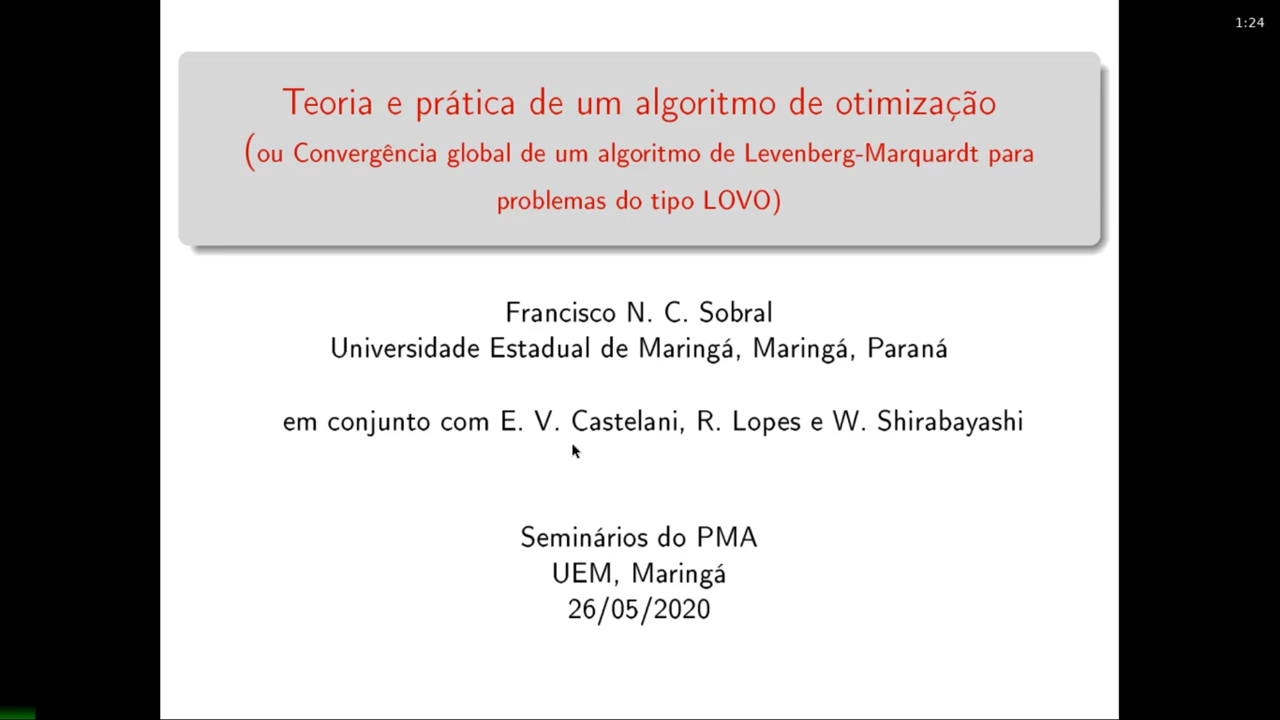 1:24
Teoria e prática de um algoritmo de otimização
(ou Convergência global de um algoritmo de Levenberg-Marquardt para
problemas do tipo LOVO)
Francisco N. C. Sobral
Universidade Estadual de Maringá, Maringá, Paraná
em conjunto com E. V. Castelani, R. Lopes e W. Shirabayashi
Seminários do PMA
UEM, Maringá
26/05/2020